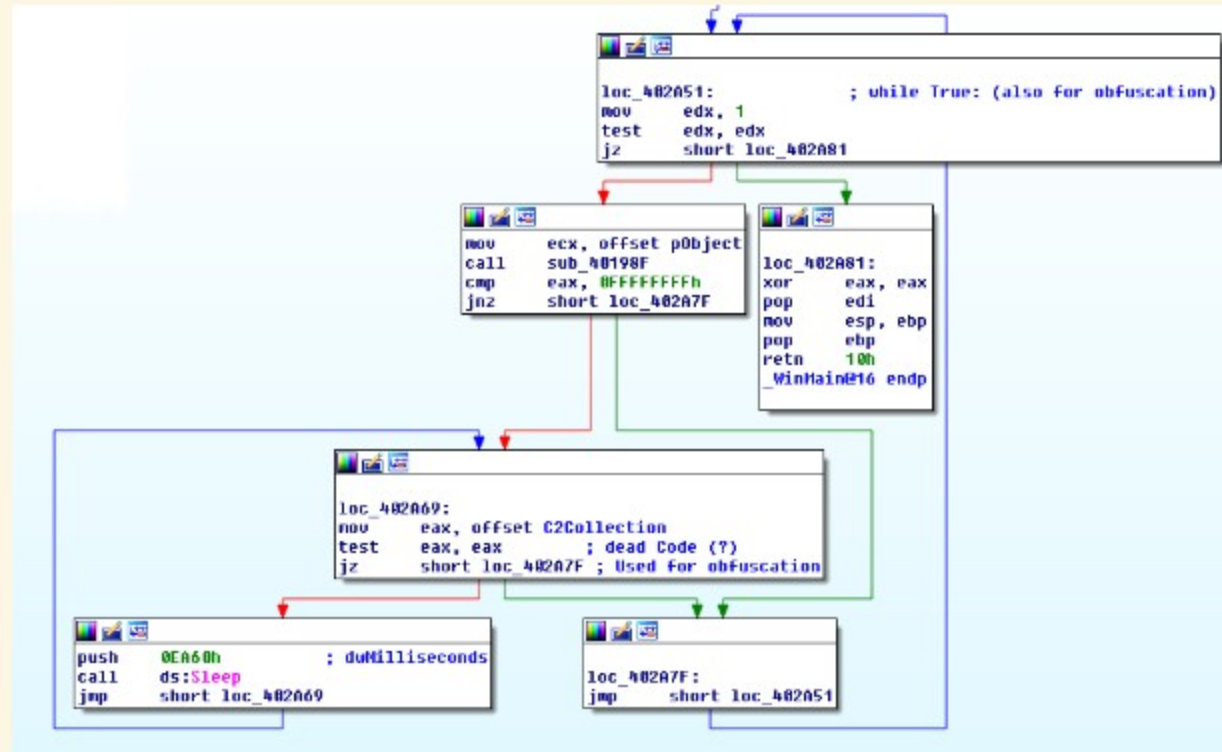 loc_402A51: ; while True: (also for obfuscation)
mov edx, 1
test edx, edx
jz short loc_402A81
mov ecx, offset pObject
call sub_40198F
cmp eax, 0FFFFFFFFh
jnz short loc_402A7F
loc_402A81:
xor eax, eax
pop edi
mov esp, ebp
pop ebp
retn 10h
_WinMain@16 endp
loc_402A69:
mov eax, offset C2Collection
test eax, eax ; dead Code (?)
jz short loc_402A7F ; Used for obfuscation
push 0EA60h ; dwMilliseconds
call ds:Sleep
jmp short loc_402A69
loc_402A7F:
jmp short loc_402A51